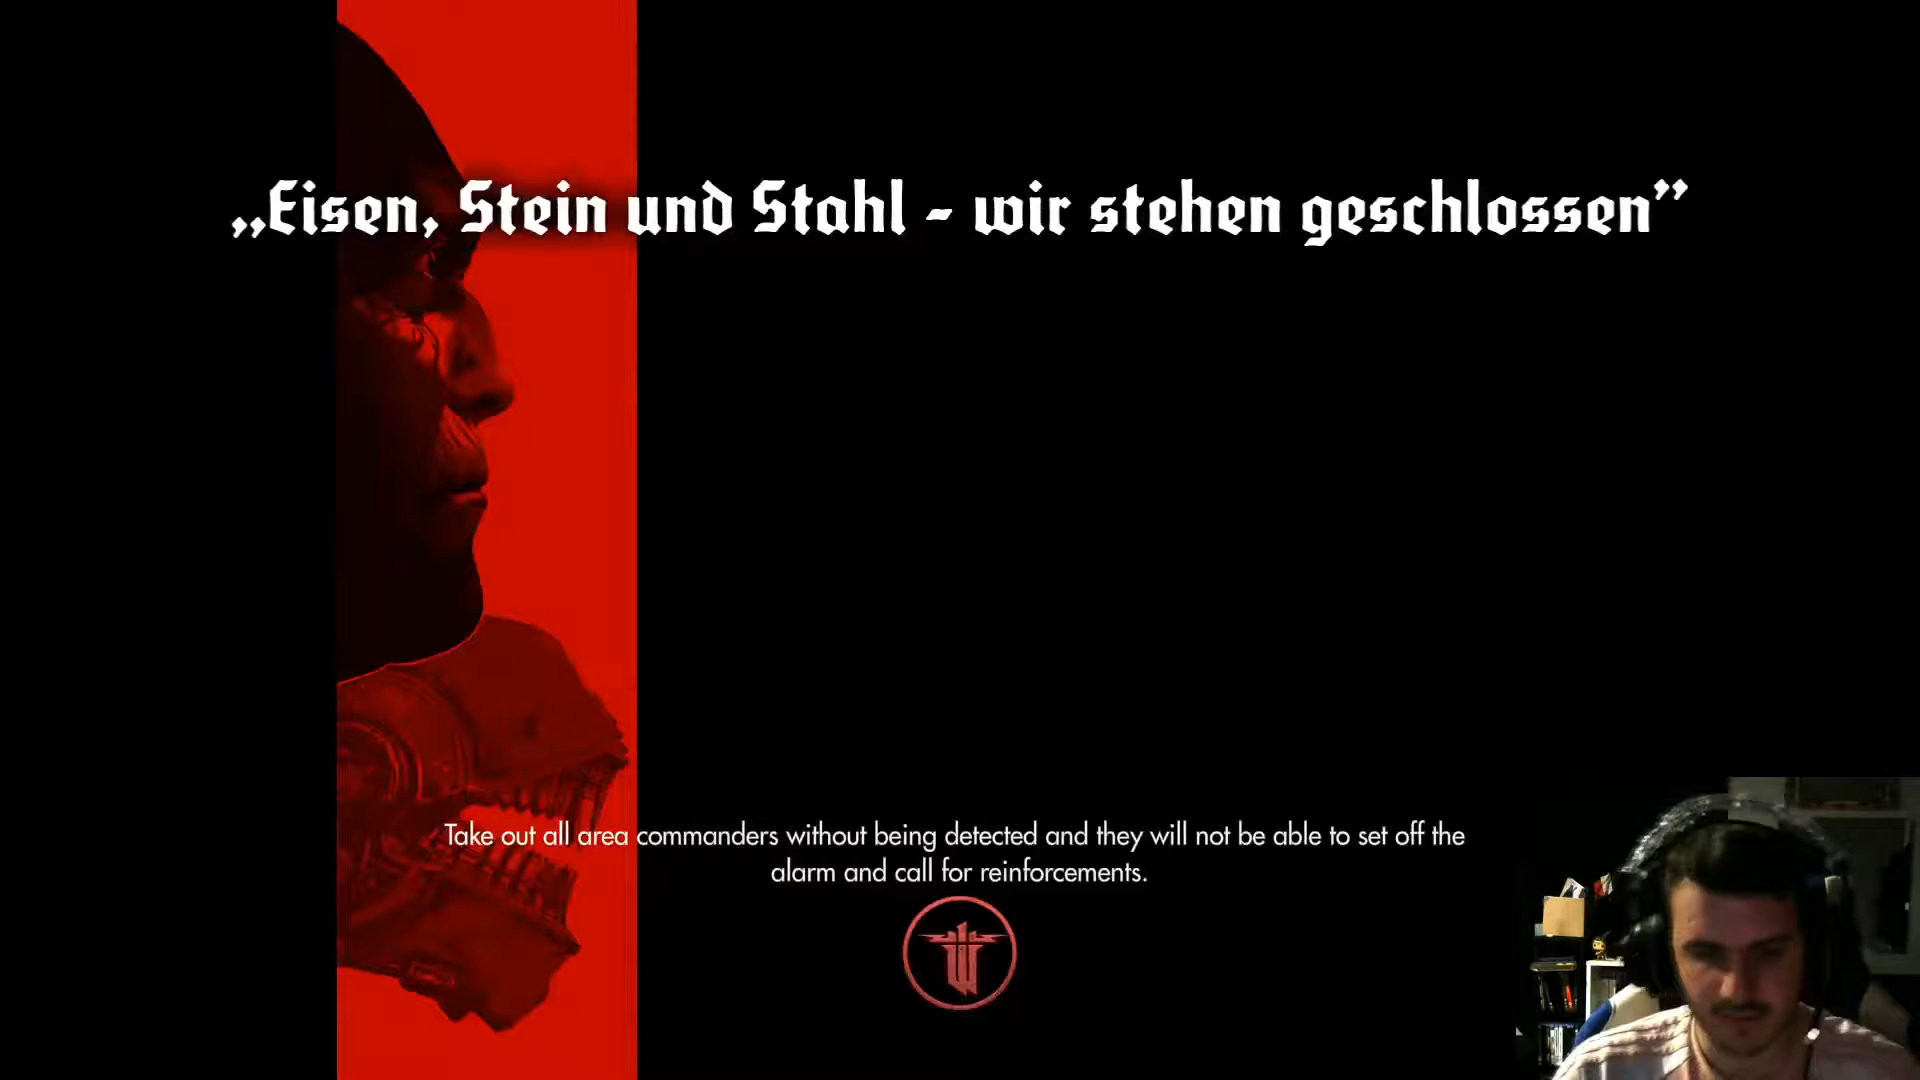 „Eisen, Stein und Stahl - wir stehen geschlossen”
Take out all area commanders without being detected and they will not be able to set off the
alarm and call for reinforcements.